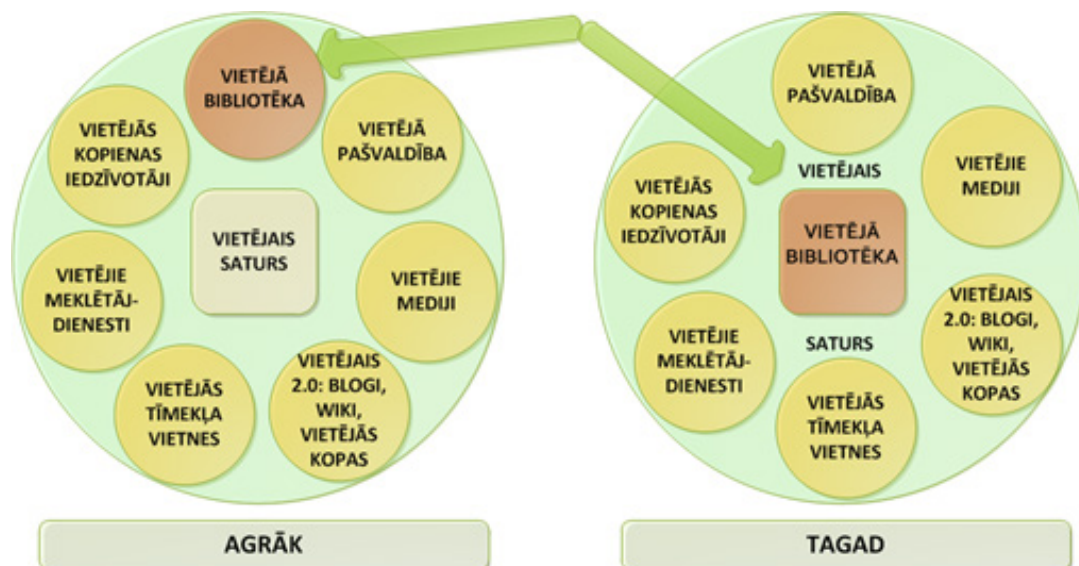 VIETĒJĀ
BIBLIOTĒKA
VIETĒJĀ
PAŠVALDĪBA
VIETĒJIE
MEDIJI
VIETĒJAIS
2.0: BLOGI,
WIKI,
VIETĒJĀS
KOPAS
VIETĒJĀS
TĪMEKĻA
VIETNES
VIETĒJIE
MEKLĒTĀJ-
DIENESTI
VIETĒJĀS
KOPIENAS
IEDZĪVOTĀJI
VIETĒJAIS
SATURS
AGRĀK
VIETĒJĀ
PAŠVALDĪBA
VIETĒJIE
MEDIJI
VIETĒJAIS
2.0: BLOGI,
WIKI,
VIETĒJĀS
KOPAS
VIETĒJĀS
TĪMEKĻA
VIETNES
VIETĒJIE
MEKLĒTĀJ-
DIENESTI
VIETĒJĀS
KOPIENAS
IEDZĪVOTĀJI
VIETĒJAIS
VIETĒJĀ
BIBLIOTĒKA
SATURS
TAGAD